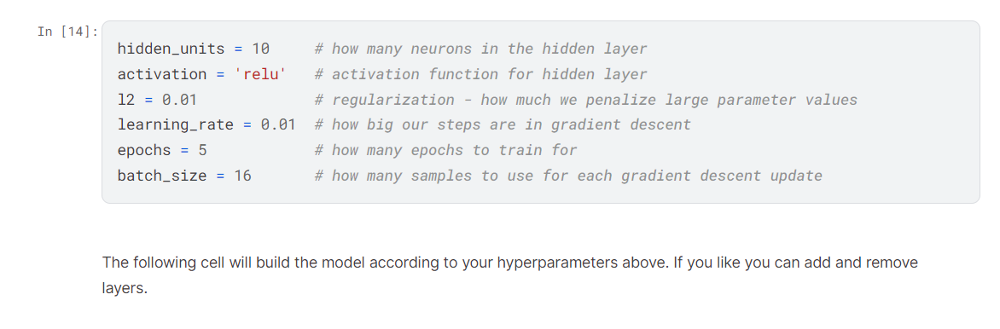 In [14]:
hidden_units = 10     # how many neurons in the hidden layer
activation = 'relu'   # activation function for hidden layer
l2 = 0.01             # regularization - how much we penalize large parameter values
learning_rate = 0.01  # how big our steps are in gradient descent
epochs = 5            # how many epochs to train for
batch_size = 16       # how many samples to use for each gradient descent update
The following cell will build the model according to your hyperparameters above. If you like you can add and remove
layers.